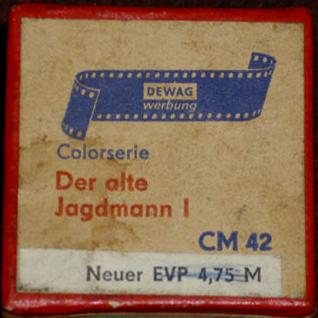 DEWAG
werbung
Colorserie
Der alte
Jagdmann I
CM 42
Neuer EVP 4,75 M